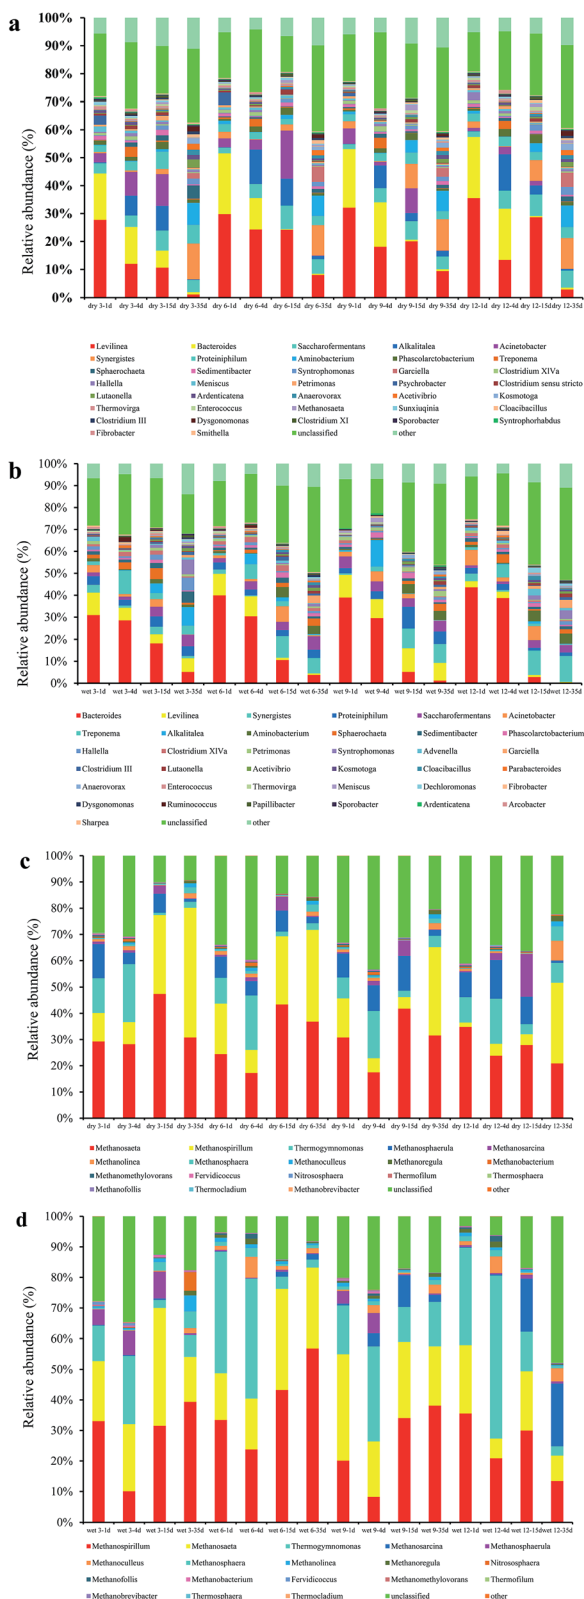 a
Relative abundance (%)
100%
90%
80%
70%
60%
50%
40%
30%
20%
10%
0%
dry 3-1d dry 3-4d dry 3-15d dry 3-35d dry 6-1d dry 6-4d dry 6-15d dry 6-35d dry 9-1d dry 9-4d dry 9-15d dry 9-35d dry 12-1d dry 12-4d dry 12-15d dry 12-35d
Levilinea Bacteroides Saccharofermentans Alkalitalea Acinetobacter
Synergistes Proteiniphilum Aminobacterium Phascolarctobacterium Treponema
Sphaerochaeta Sedimentibacter Syntrophomonas Garciella Clostridium XIVa
Hallella Meniscus Petrimonas Psychrobacter Clostridium sensu stricto
Lutaonella Ardenticatena Anaerovorax Acetivibrio Kosmotoga
Thermovirga Enterococcus Methanosaeta Sunxiuqinia Cloacibacillus
Clostridium III Dysgonomonas Clostridium XI Sporobacter Syntrophorhabdus
Fibrobacter Smithella unclassified other
b
Relative abundance (%)
100%
90%
80%
70%
60%
50%
40%
30%
20%
10%
0%
wet 3-1d wet 3-4d wet 3-15d wet 3-35d wet 6-1d wet 6-4d wet 6-15d wet 6-35d wet 9-1d wet 9-4d wet 9-15d wet 9-35d wet 12-1d wet 12-4d wet 12-15d wet 12-35d
Bacteroides Levilinea Synergistes Proteiniphilum Saccharofermentans Acinetobacter
Treponema Alkalitalea Aminobacterium Sphaerochaeta Sedimentibacter Phascolarctobacterium
Hallella Clostridium XIVa Petrimonas Syntrophomonas Advenella Garciella
Clostridium III Lutaonella Acetivibrio Kosmotoga Cloacibacillus Parabacteroides
Anaerovorax Enterococcus Thermovirga Meniscus Dechloromonas Fibrobacter
Dysgonomonas Ruminococcus Papillibacter Sporobacter Ardenticatena Arcobacter
Sharpea unclassified other
c
Relative abundance (%)
100%
90%
80%
70%
60%
50%
40%
30%
20%
10%
0%
dry 3-1d dry 3-4d dry 3-15d dry 3-35d dry 6-1d dry 6-4d dry 6-15d dry 6-35d dry 9-1d dry 9-4d dry 9-15d dry 9-35d dry 12-1d dry 12-4d dry 12-15d dry 12-35d
Methanosaeta Methanospirillum Thermogymnomonas Methanosphaerula Methanosarcina
Methanolinea Methanosphaera Methanoculleus Methanoregula Methanobacterium
Methanomethylovorans Fervidicoccus Nitrososphaera Thermofilum Thermosphaera
Methanofollis Thermocladium Methanobrevibacter unclassified other
d
Relative abundance (%)
100%
90%
80%
70%
60%
50%
40%
30%
20%
10%
0%
wet 3-1d wet 3-4d wet 3-15d wet 3-35d wet 6-1d wet 6-4d wet 6-15d wet 6-35d wet 9-1d wet 9-4d wet 9-15d wet 9-35d wet 12-1d wet 12-4d wet 12-15d wet 12-35d
Methanospirillum Methanosaeta Thermogymnomonas Methanosarcina Methanosphaerula
Methanoculleus Methanosphaera Methanolinea Methanoregula Nitrososphaera
Methanofollis Methanobacterium Fervidicoccus Methanomethylovorans Thermofilum
Methanobrevibacter Thermosphaera Thermocladium unclassified other